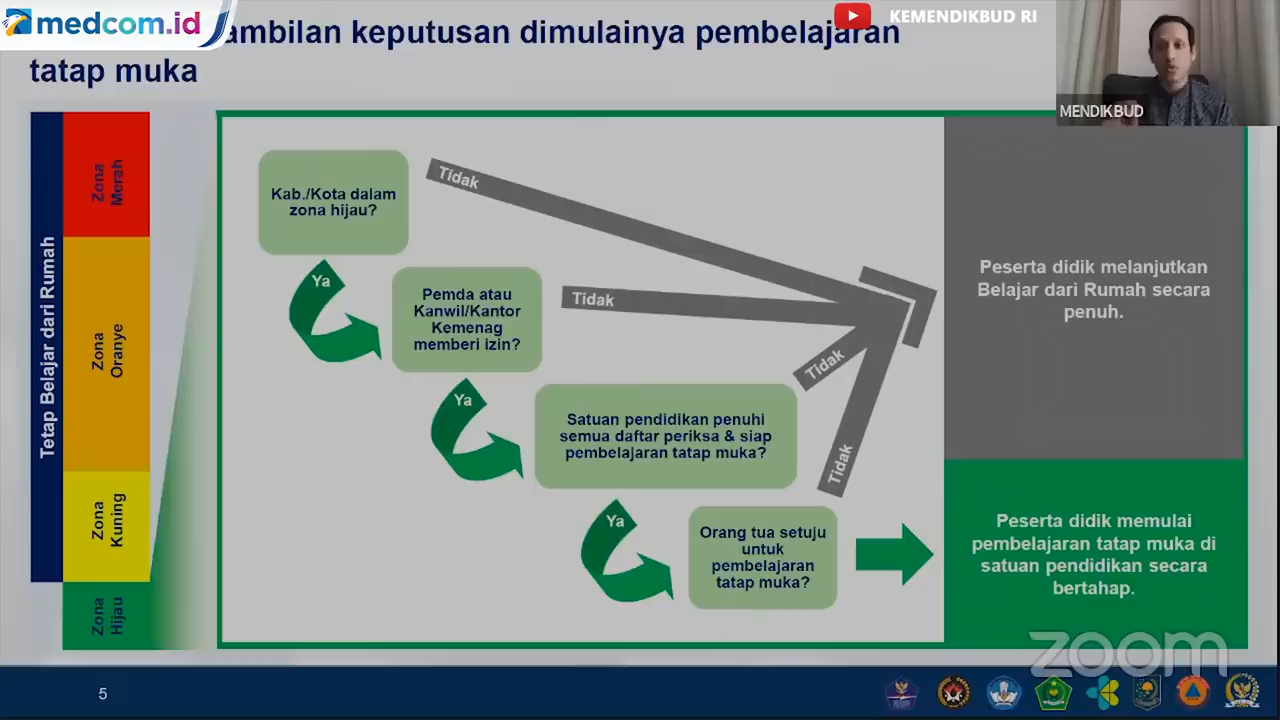 medcom.id
KEMENDIKBUD RI
ambilan keputusan dimulainya pembelajaran
tatap muka
MENDIKBUD
Tetap Belajar dari Rumah
Zona
Merah
Zona
Oranye
Zona
Kuning
Zona
Hijau
Kab./Kota dalam
zona hijau?
Tidak
Ya
Pemda atau
Kanwil/Kantor
Kemenag
memberi izin?
Tidak
Ya
Satuan pendidikan penuhi
semua daftar periksa & siap
pembelajaran tatap muka?
Tidak
Ya
Orang tua setuju
untuk
pembelajaran
tatap muka?
Tidak
Peserta didik melanjutkan
Belajar dari Rumah secara
penuh.
Peserta didik memulai
pembelajaran tatap muka di
satuan pendidikan secara
bertahap.
zoom
5